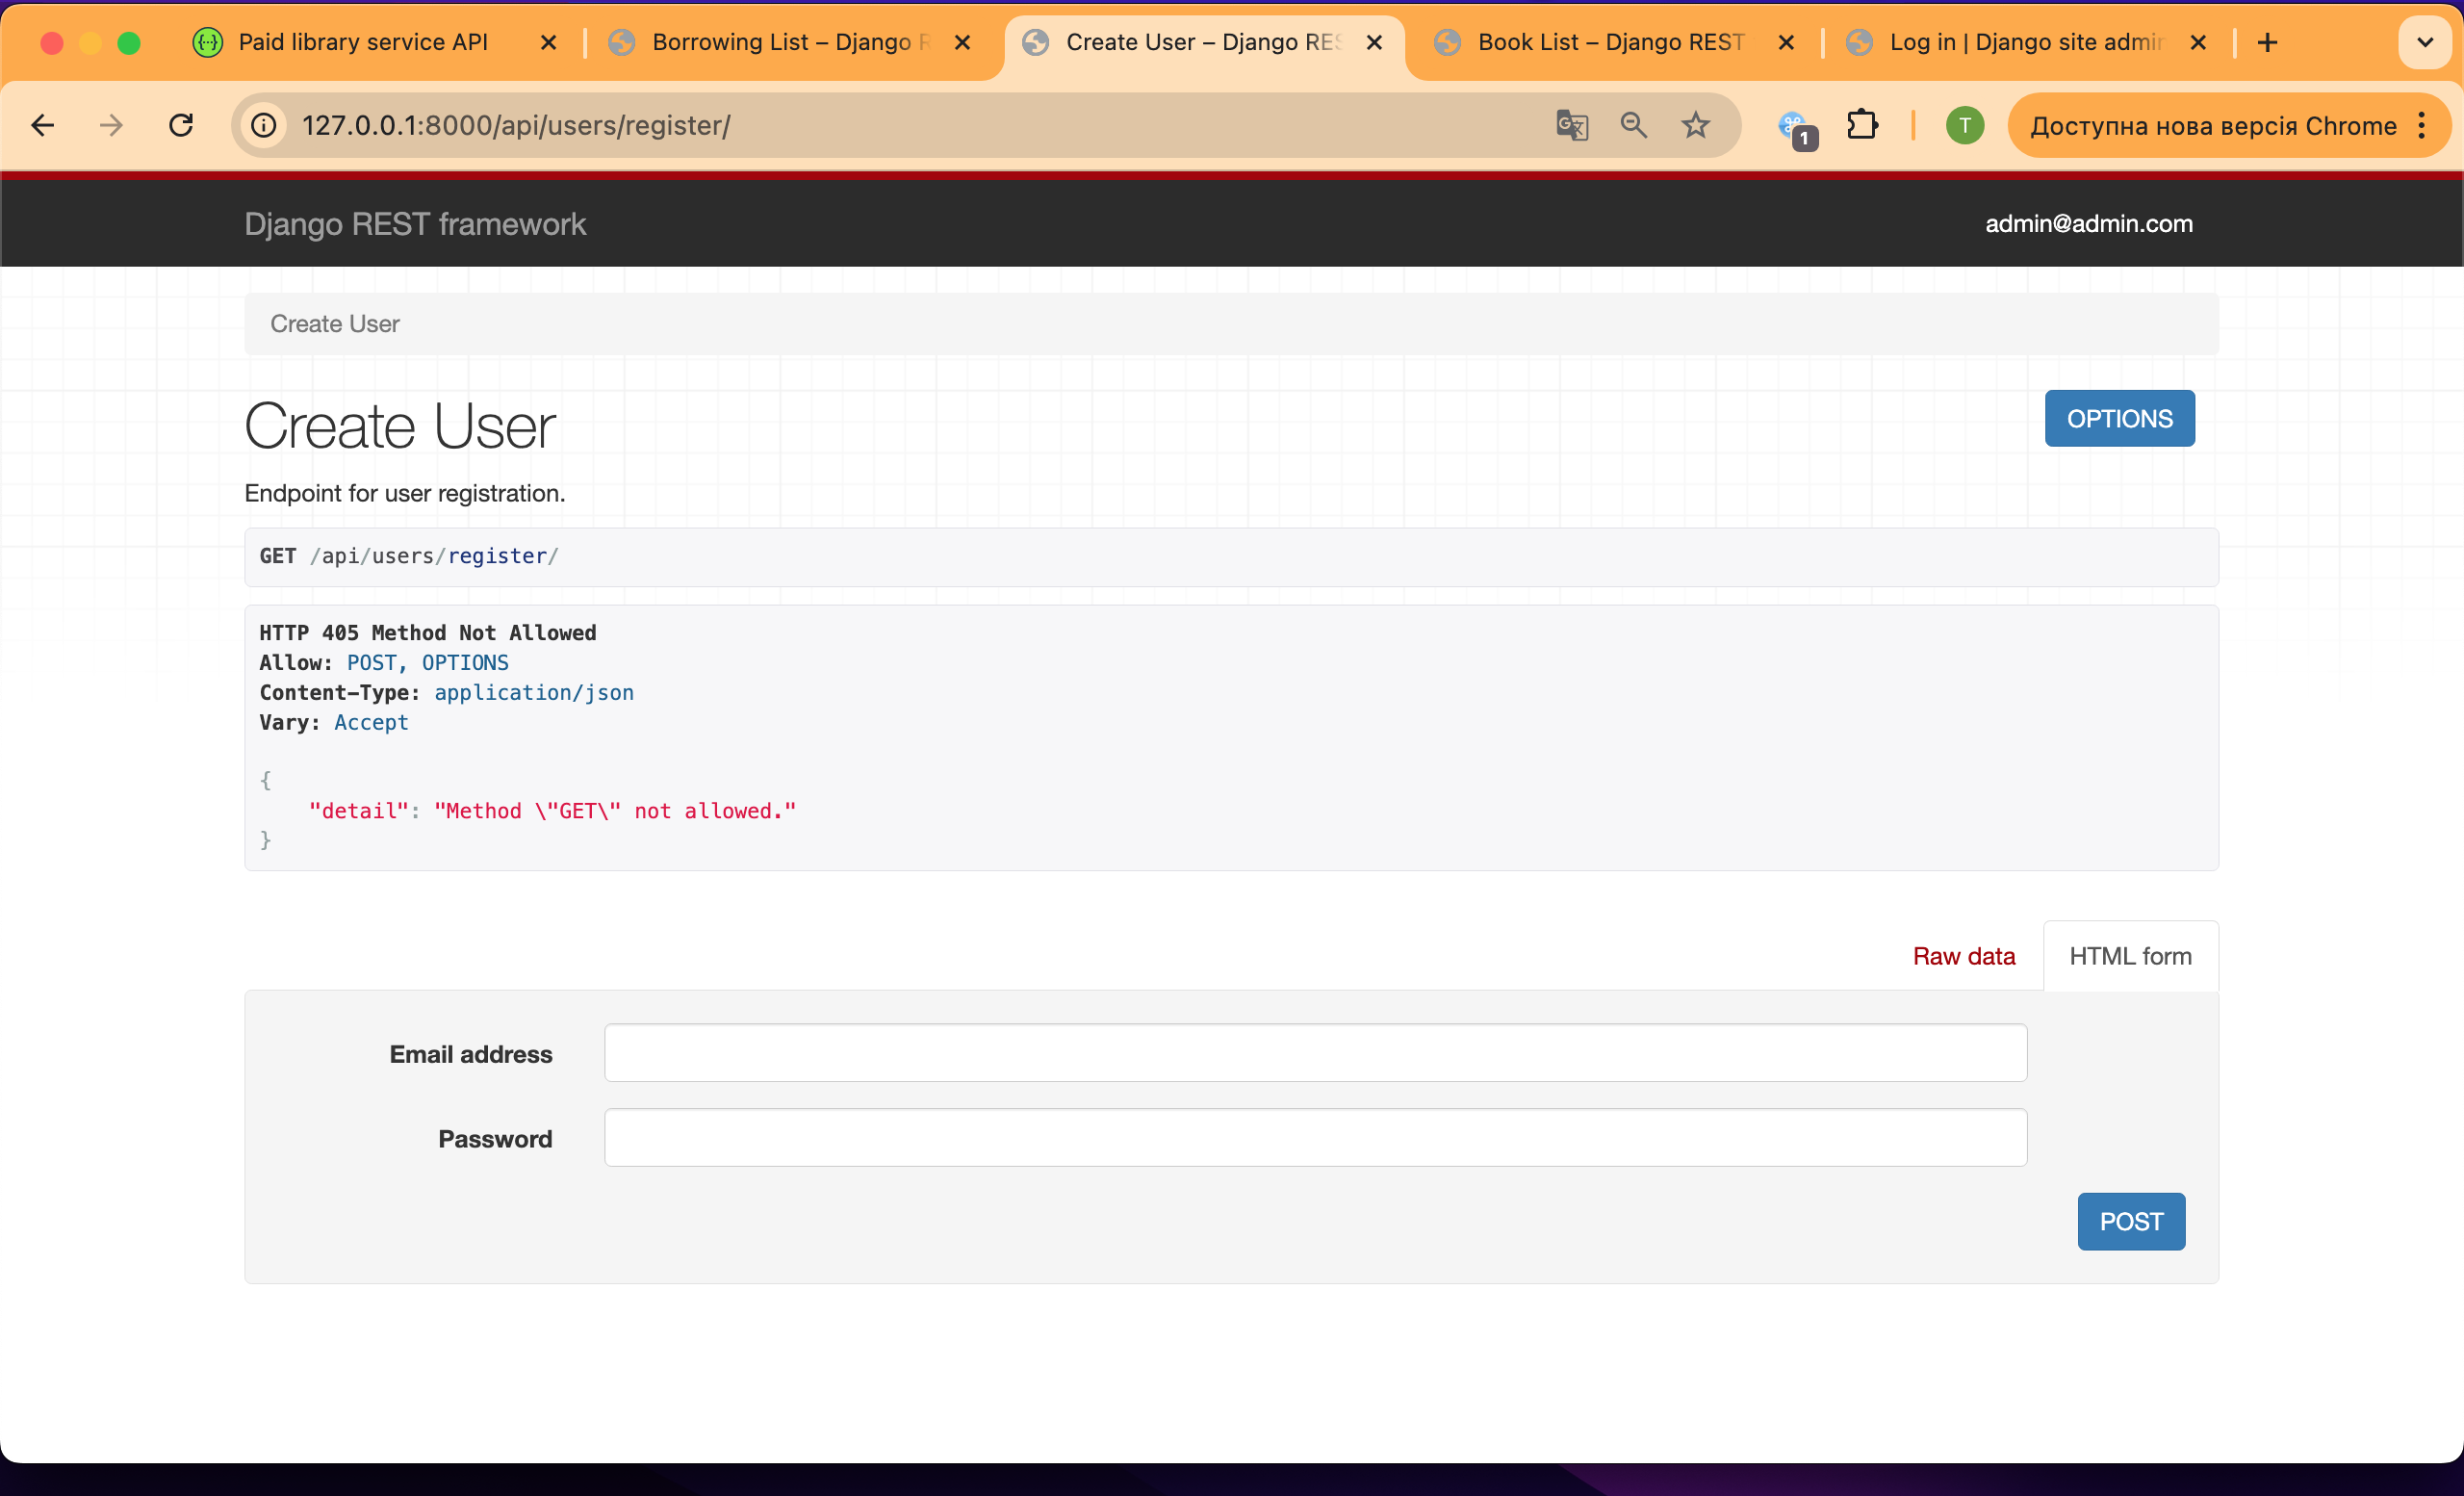 Paid library service API
Borrowing List – Django R
Create User – Django RES
Book List – Django REST
Log in | Django site admin
127.0.0.1:8000/api/users/register/
1
T
Доступна нова версія Chrome
Django REST framework
admin@admin.com
Create User
Create User
OPTIONS
Endpoint for user registration.
GET /api/users/register/
HTTP 405 Method Not Allowed
Allow: POST, OPTIONS
Content-Type: application/json
Vary: Accept
{
"detail": "Method \"GET\" not allowed."
}
Raw data
HTML form
Email address
Password
POST